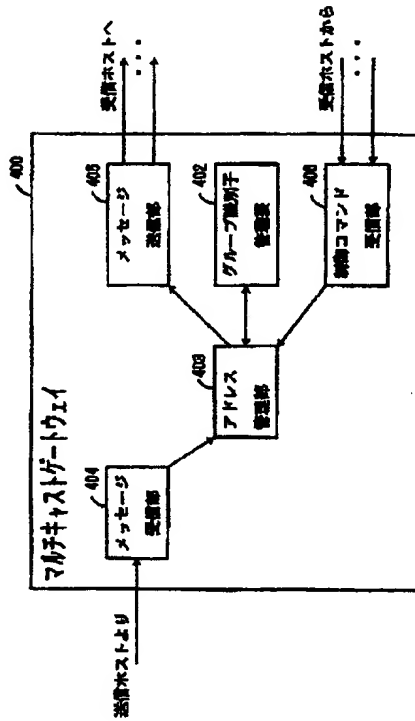 400
マルチキャストゲートウェイ
送信ホストより
404
メッセージ
受信部
403
アドレス
管理部
405
メッセージ
送信部
受信ホストへ
...
402
グループ識別子
管理表
406
制御コマンド
受信部
受信ホストから
...